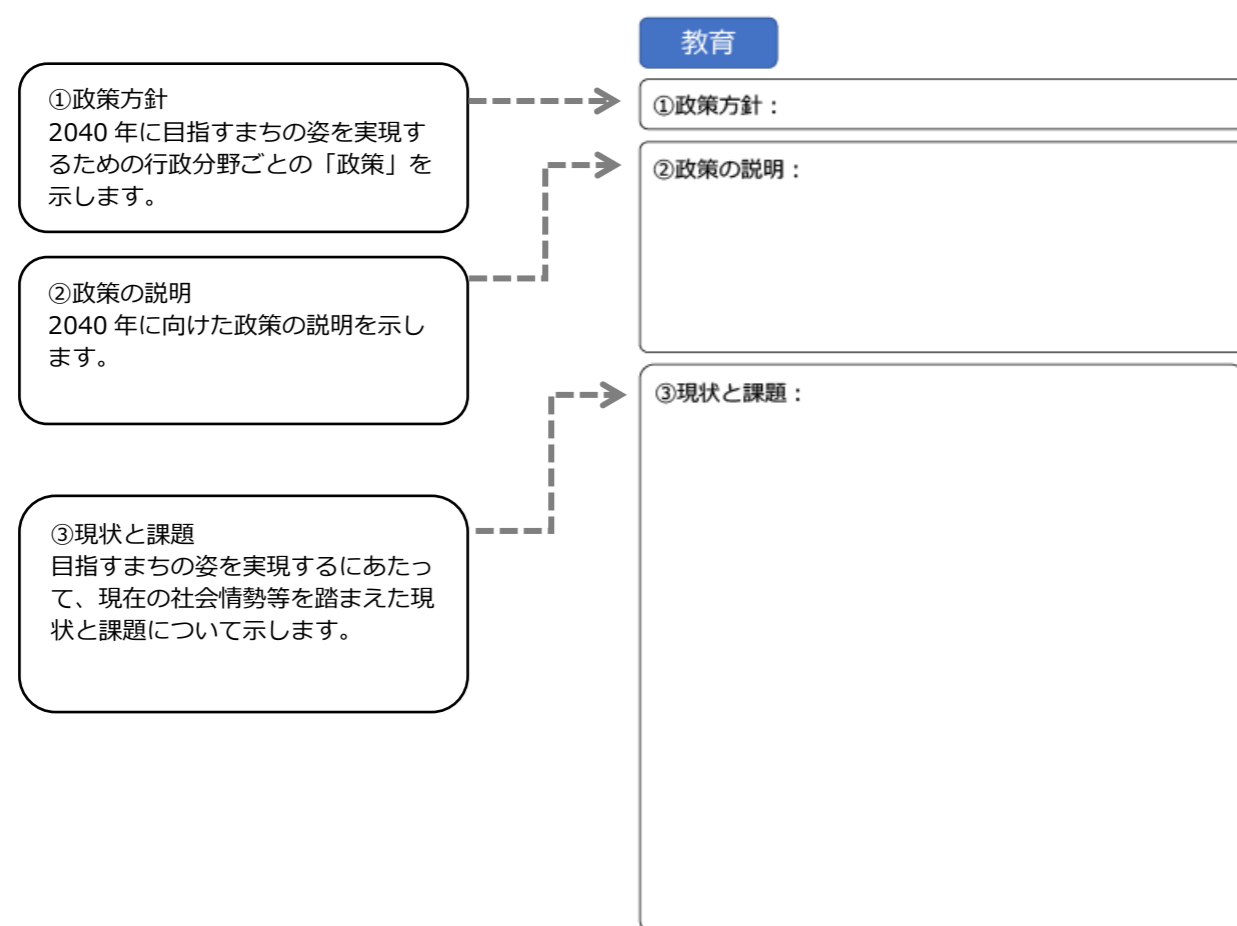 教育
①政策方針
2040 年に目指すまちの姿を実現す
るための行政分野ごとの「政策」を
示します。
①政策方針：
②政策の説明
2040 年に向けた政策の説明を示し
ます。
②政策の説明：
③現状と課題
目指すまちの姿を実現するにあたっ
て、現在の社会情勢等を踏まえた現
状と課題について示します。
③現状と課題：